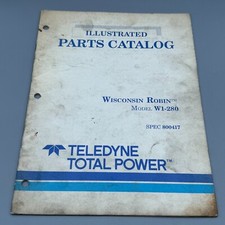 ILLUSTRATED
PARTS CATALOG
WISCONSIN ROBIN™
MODEL W1-280
SPEC 800417
TELEDYNE
TOTAL POWER™